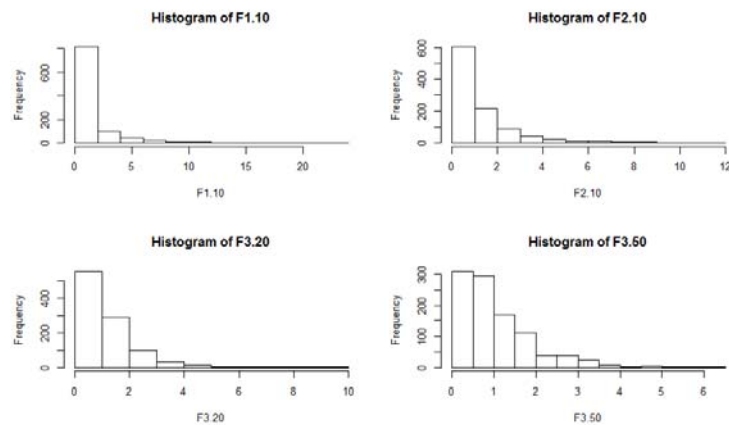 Histogram of F1.10
Frequency
0 200 600
0 5 10 15 20
F1.10
Histogram of F2.10
Frequency
0 200 400 600
0 2 4 6 8 10 12
F2.10
Histogram of F3.20
Frequency
0 200 400
0 2 4 6 8 10
F3.20
Histogram of F3.50
Frequency
0 100 200 300
0 1 2 3 4 5 6
F3.50